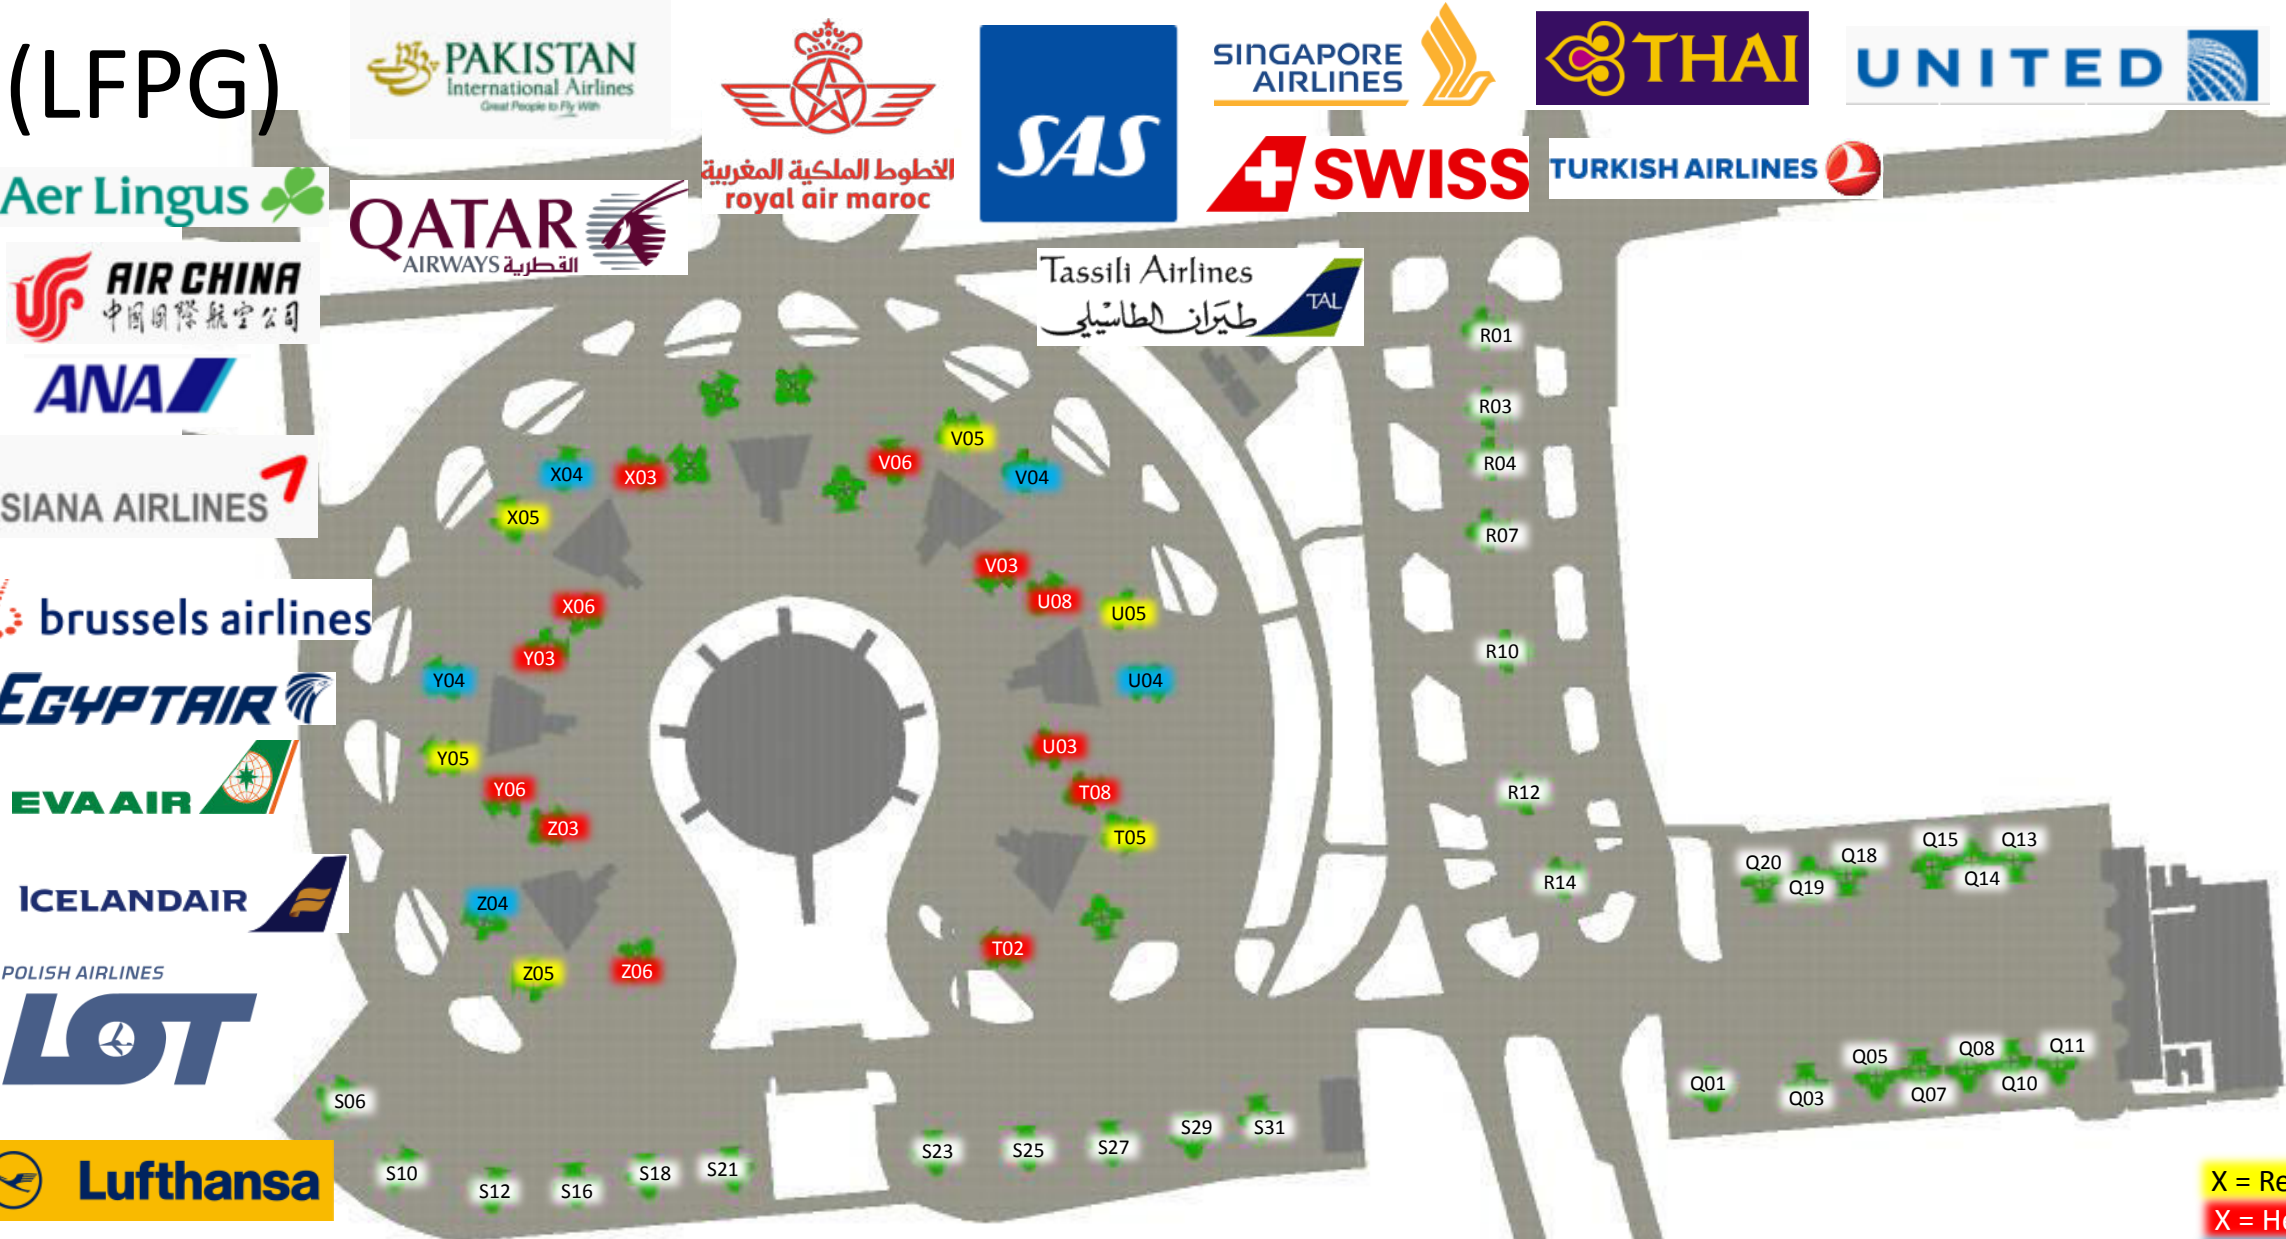 (LFPG)
PAKISTAN
International Airlines
Great People to Fly With
الخطوط الملكية المغربية
royal air maroc
SAS
SINGAPORE
AIRLINES
THAI
UNITED
Aer Lingus
QATAR
AIRWAYS القطرية
SWISS
TURKISH AIRLINES
AIR CHINA
中国国际航空公司
Tassili Airlines
طيران الطاسيلي
TAL
ANA
SIANA AIRLINES
brussels airlines
EGYPTAIR
EVA AIR
ICELANDAIR
POLISH AIRLINES
LOT
Lufthansa
R01
R03
R04
R07
R10
R12
R14
V05
V06
V04
X04
X03
X05
V03
U08
U05
X06
Y03
Y04
U04
U03
Y05
Y06
T08
Z03
T05
Z04
T02
Z05
Z06
Q20
Q19
Q18
Q15
Q14
Q13
Q01
Q03
Q05
Q07
Q08
Q10
Q11
S06
S10
S12
S16
S18
S21
S23
S25
S27
S29
S31
X = Re
X = He